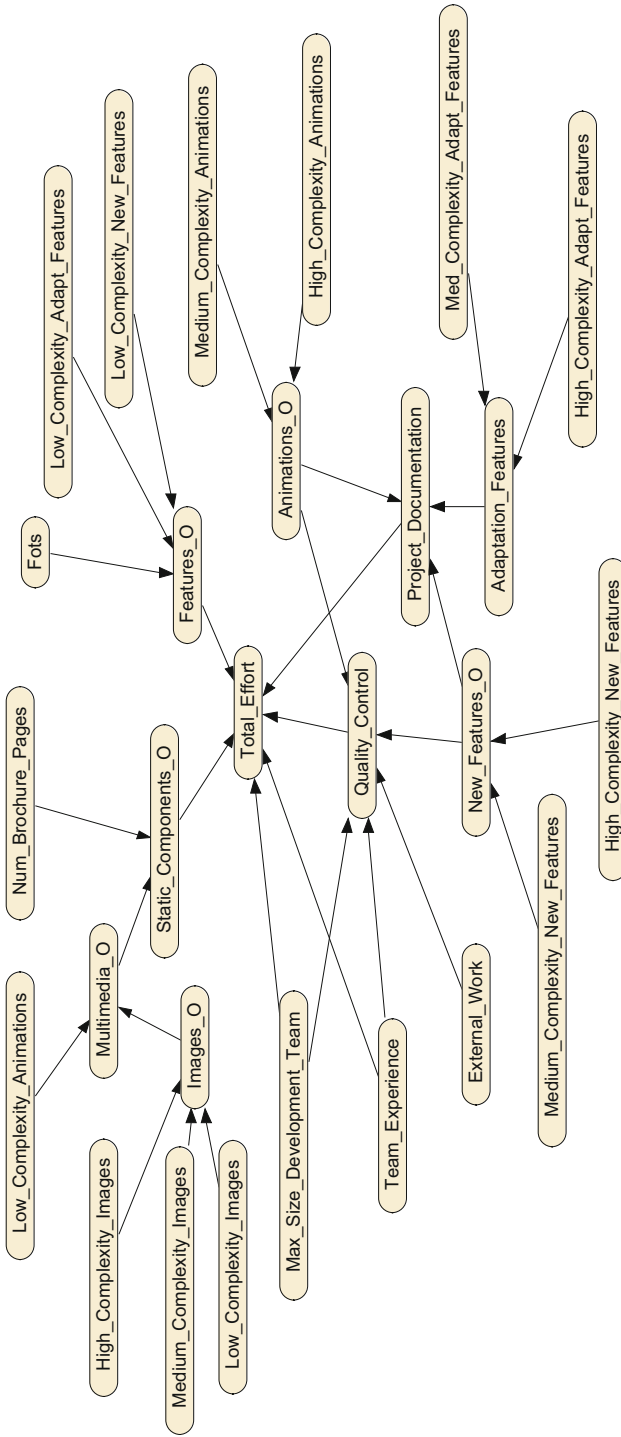 Low_Complexity_Animations
High_Complexity_Images
Medium_Complexity_Images
Low_Complexity_Images
Multimedia_O
Images_O
Num_Brochure_Pages
Static_Components_O
Fots
Low_Complexity_Adapt_Features
Low_Complexity_New_Features
Features_O
Total_Effort
Medium_Complexity_Animations
High_Complexity_Animations
Animations_O
Max_Size_Development_Team
Team_Experience
External_Work
Quality_Control
Project_Documentation
New_Features_O
Adaptation_Features
Med_Complexity_Adapt_Features
High_Complexity_Adapt_Features
Medium_Complexity_New_Features
High_Complexity_New_Features